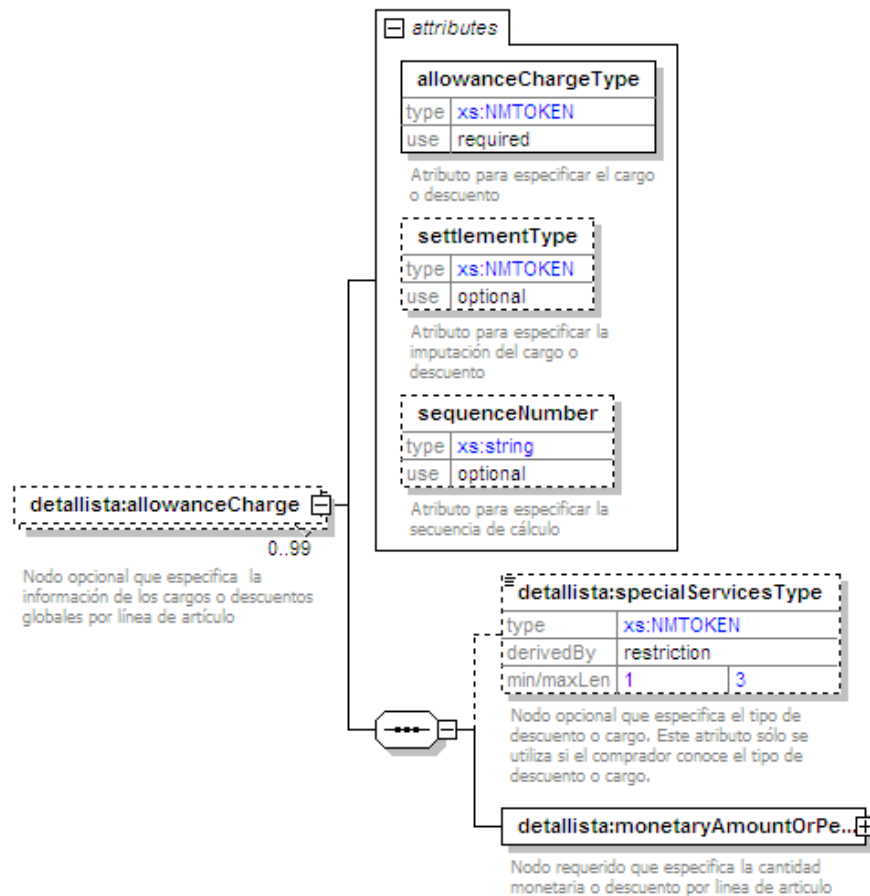 attributes
allowanceChargeType
type xs:NMTOKEN
use required
Atributo para especificar el cargo
o descuento
settlementType
type xs:NMTOKEN
use optional
Atributo para especificar la
imputación del cargo o
descuento
sequenceNumber
type xs:string
use optional
Atributo para especificar la
secuencia de cálculo
detallista:allowanceCharge
0..99
Nodo opcional que especifica la
información de los cargos o descuentos
globales por línea de artículo
detallista:specialServicesType
type xs:NMTOKEN
derivedBy restriction
min/maxLen 1 3
Nodo opcional que especifica el tipo de
descuento o cargo. Este atributo sólo se
utiliza si el comprador conoce el tipo de
descuento o cargo.
detallista:monetaryAmountOrPe...
Nodo requerido que especifica la cantidad
monetaria o descuento por linea de articulo